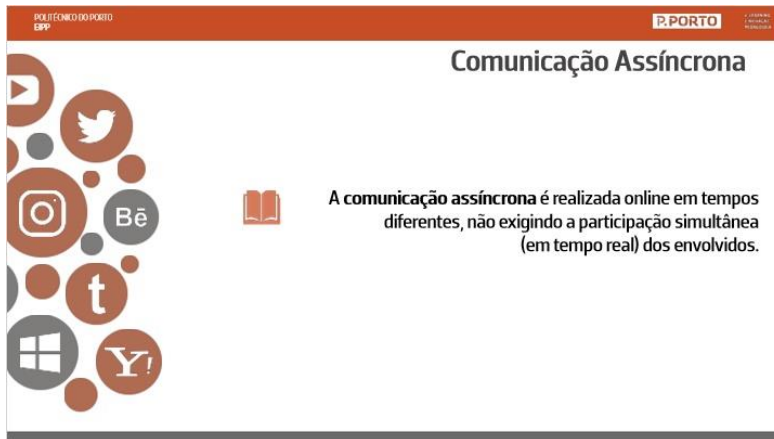 POLITÉCNICO DO PORTO
EIPP
P.PORTO
Comunicação Assíncrona
A comunicação assíncrona é realizada online em tempos
diferentes, não exigindo a participação simultânea
(em tempo real) dos envolvidos.
Bē
t
Y!